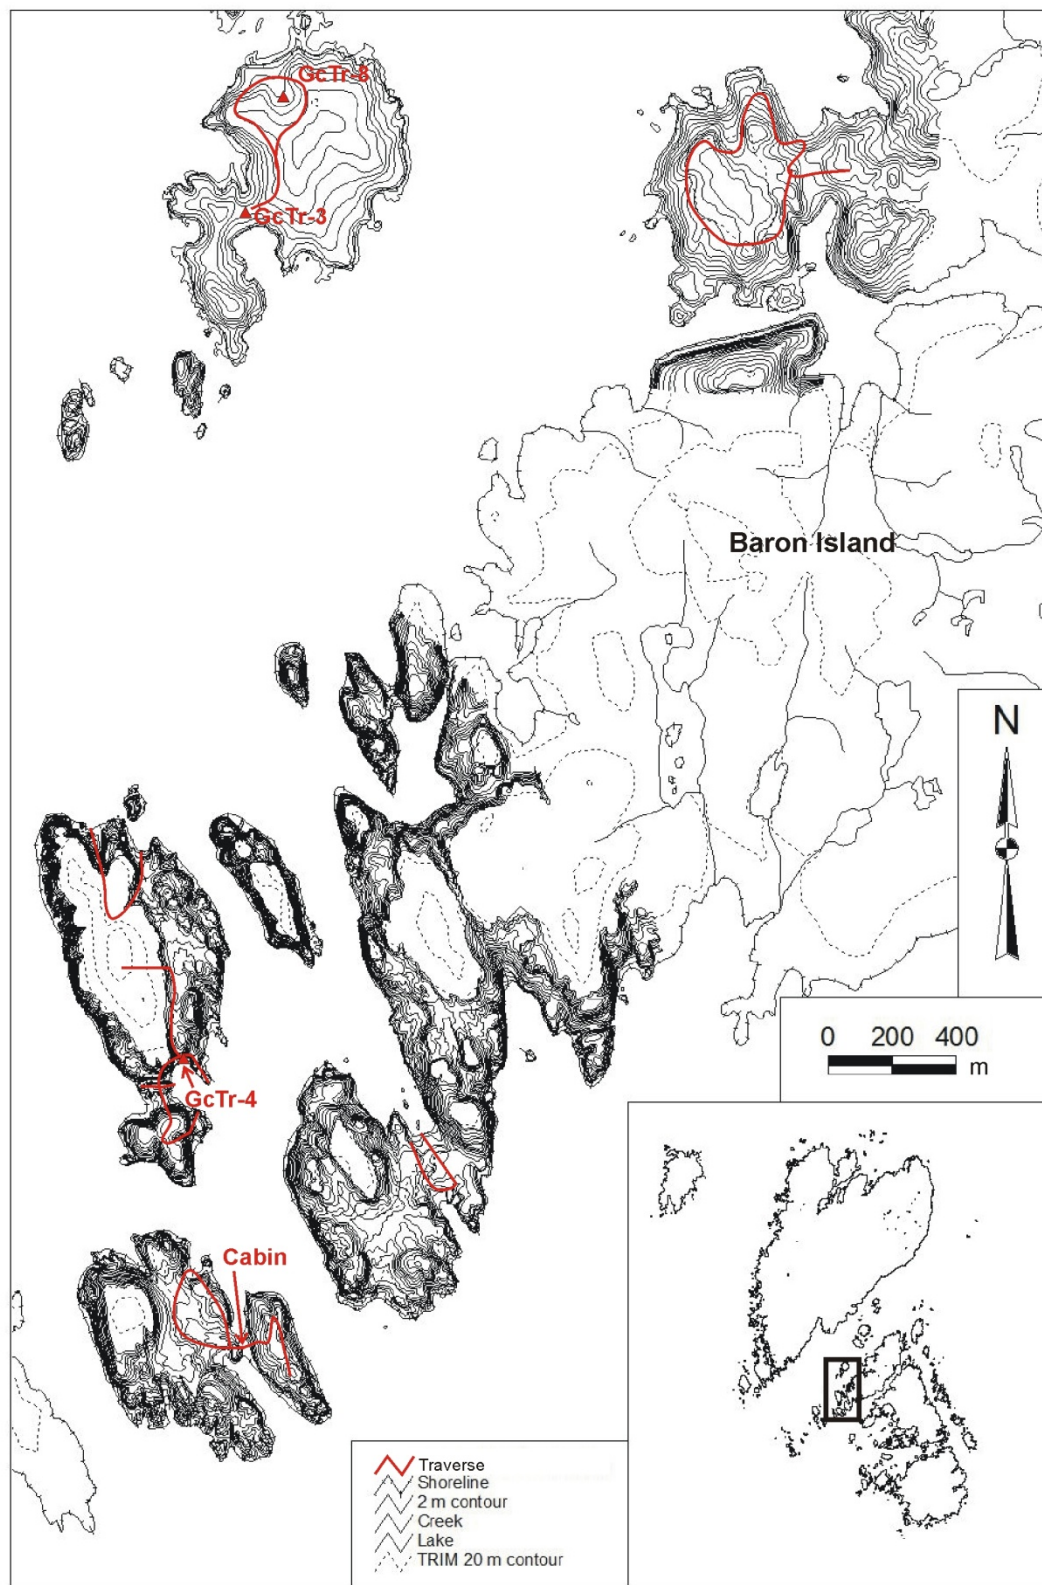 GcTr-8
GcTr-3
Baron Island
N
0 200 400
m
GcTr-4
Cabin
Traverse
Shoreline
2 m contour
Creek
Lake
TRIM 20 m contour